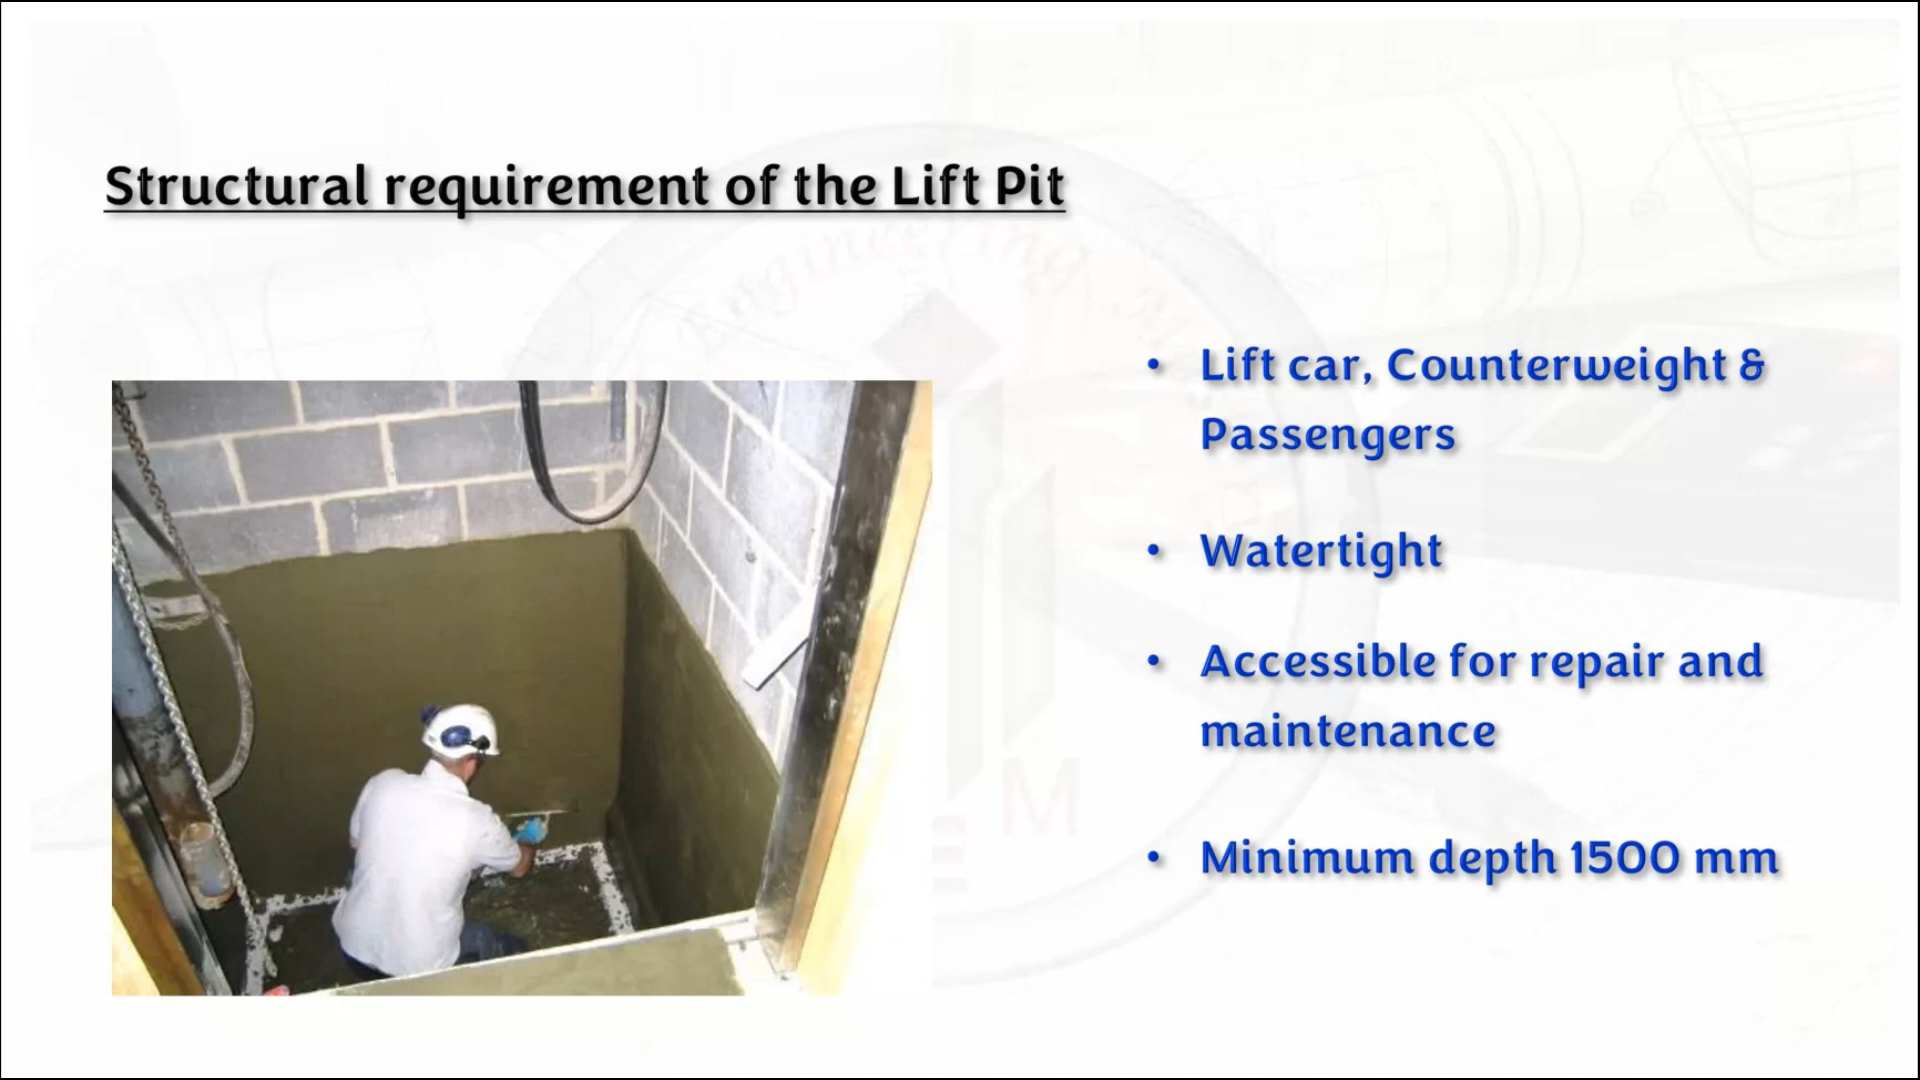 Structural requirement of the Lift Pit
Engineering
• Lift car, Counterweight &
Passengers
• Watertight
• Accessible for repair and
maintenance
M
• Minimum depth 1500 mm